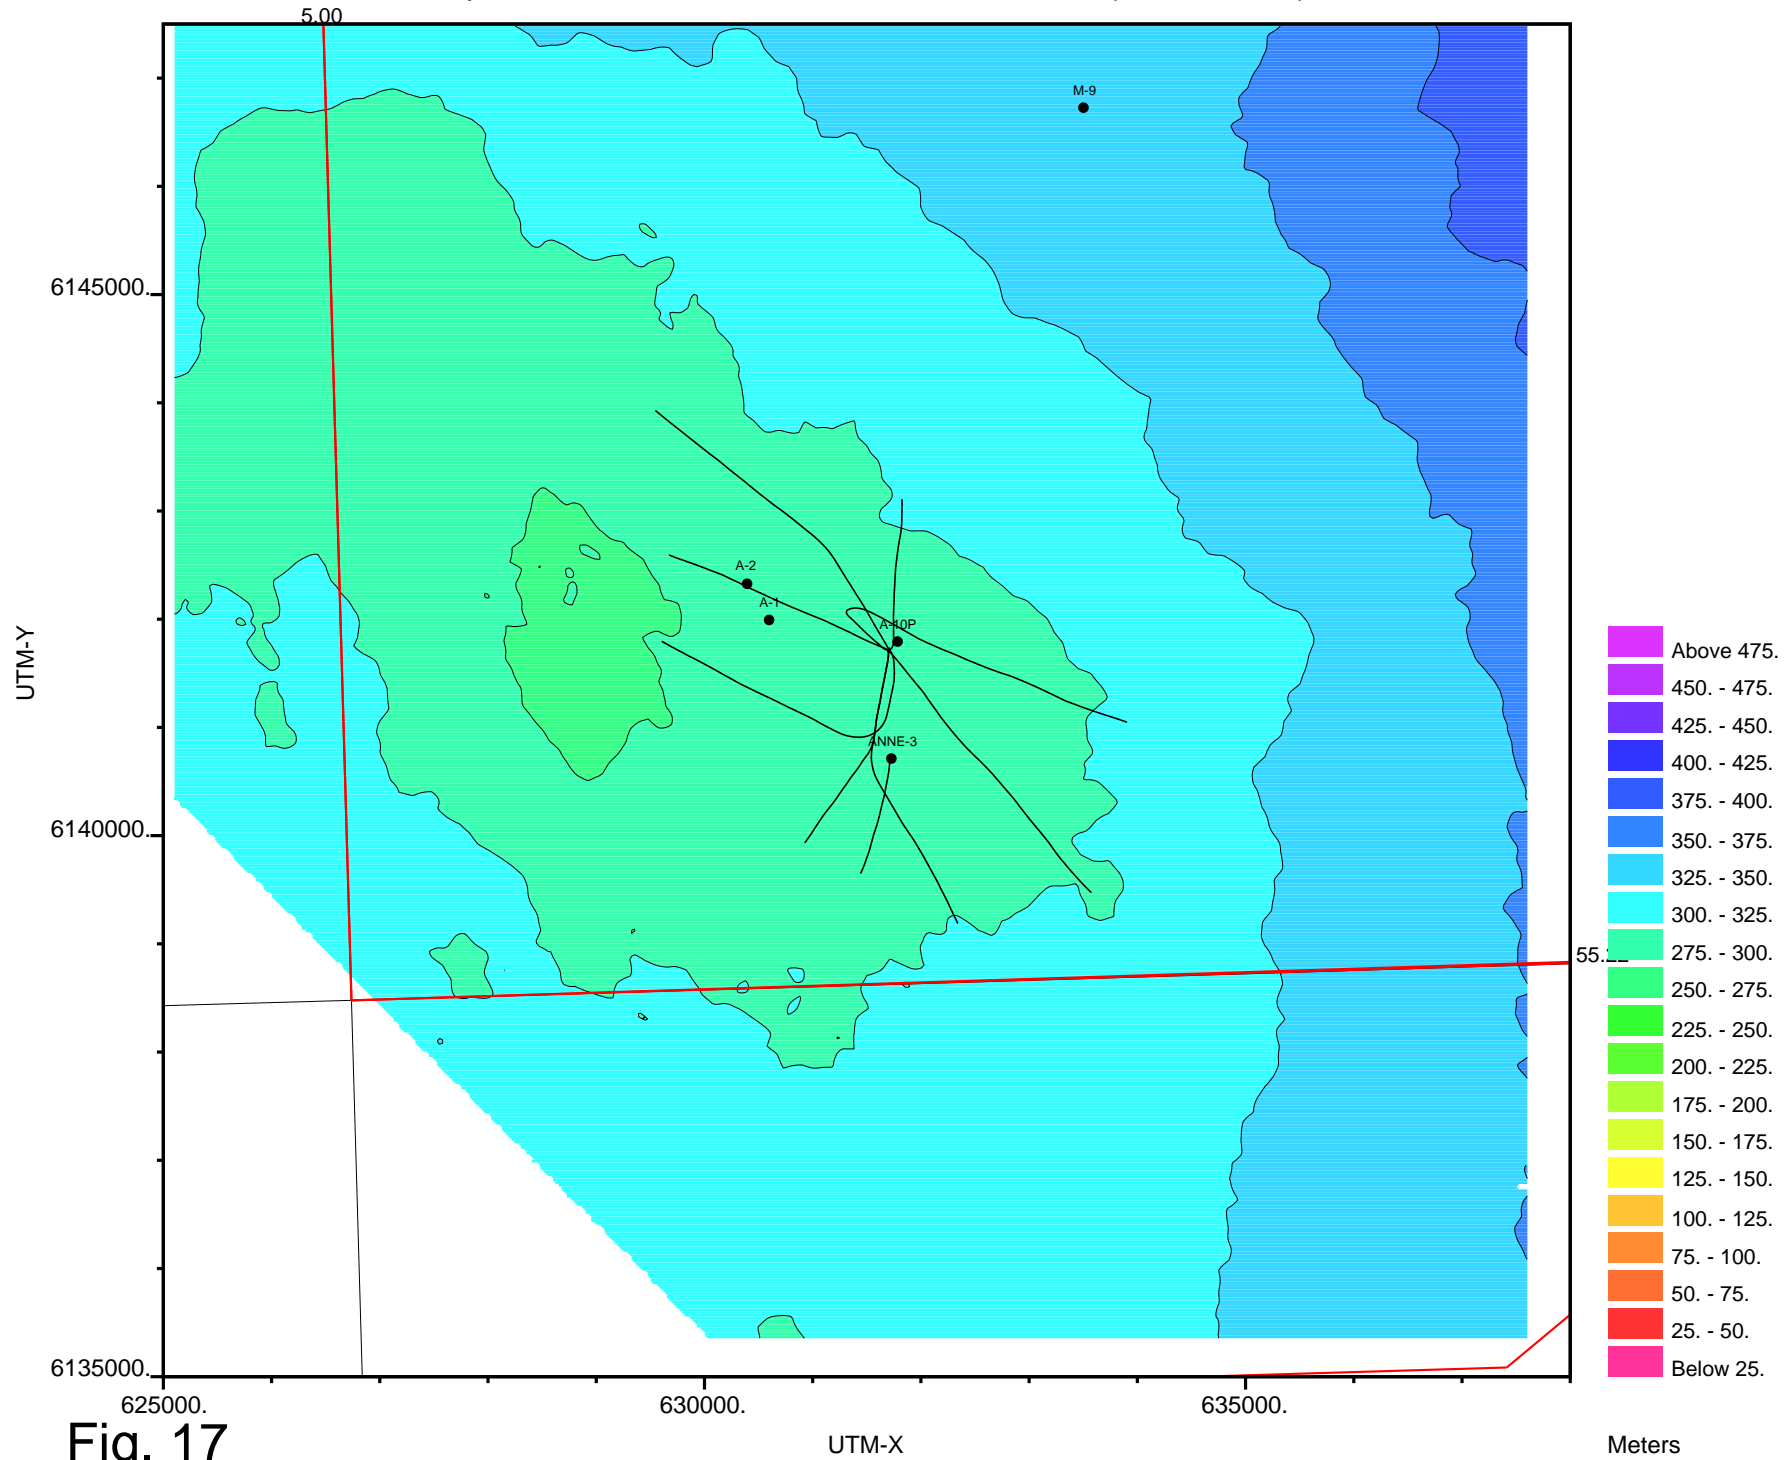 5.00
M-9
6145000.
A-2
A-1
A-10P
UTM-Y
ANNE-3
6140000.
Above 475.
450. - 475.
425. - 450.
400. - 425.
375. - 400.
350. - 375.
325. - 350.
300. - 325.
275. - 300.
250. - 275.
225. - 250.
200. - 225.
175. - 200.
150. - 175.
125. - 150.
100. - 125.
75. - 100.
50. - 75.
25. - 50.
Below 25.
6135000.
625000.
630000.
635000.
Fig. 17
UTM-X
Meters